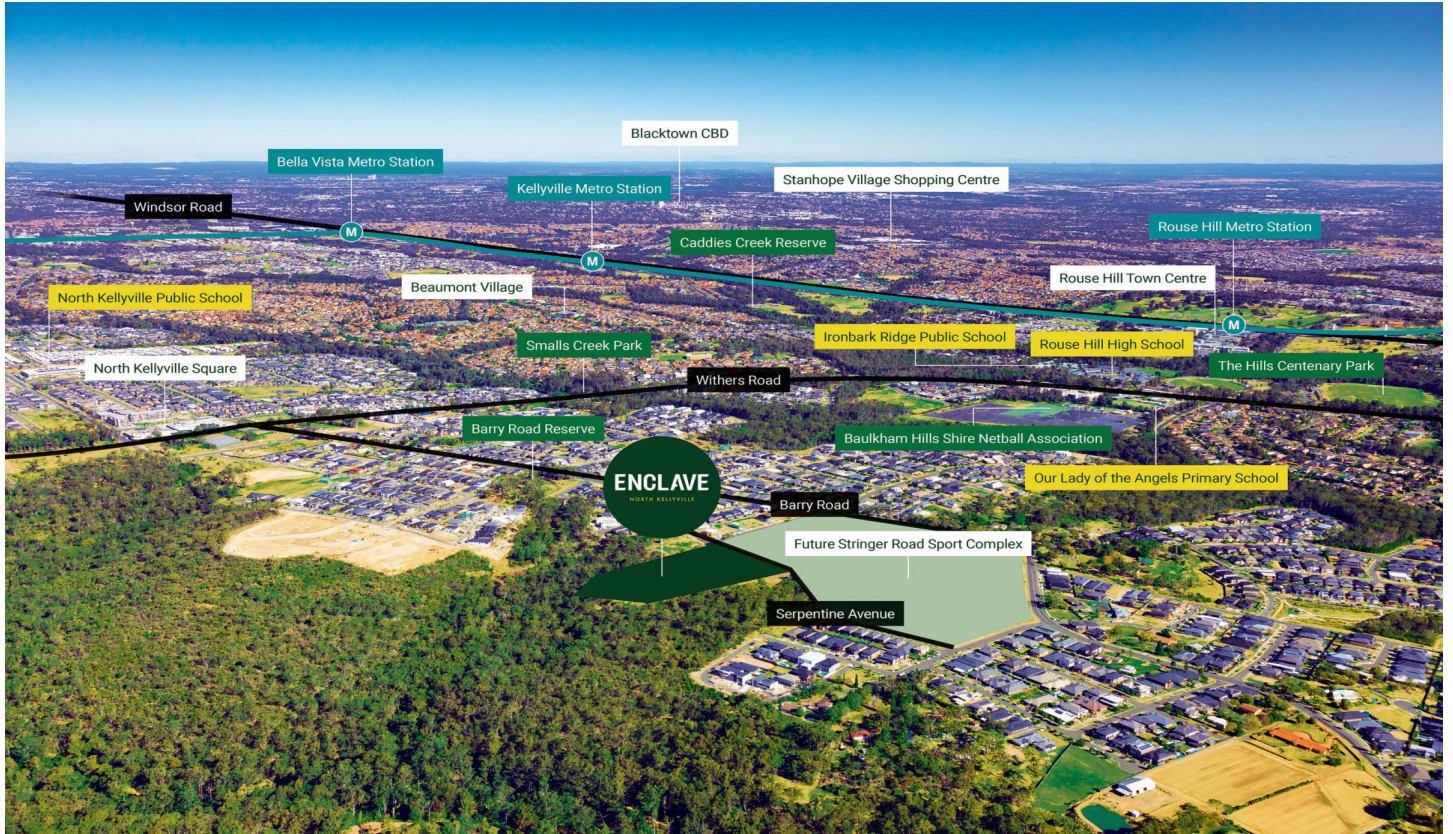 Blacktown CBD
Bella Vista Metro Station
Kellyville Metro Station
Stanhope Village Shopping Centre
Windsor Road
M
Rouse Hill Metro Station
Caddies Creek Reserve
M
Rouse Hill Town Centre
Beaumont Village
North Kellyville Public School
M
Ironbark Ridge Public School
Rouse Hill High School
Smalls Creek Park
The Hills Centenary Park
North Kellyville Square
Withers Road
Barry Road Reserve
Baulkham Hills Shire Netball Association
ENCLAVE
NORTH KELLYVILLE
Our Lady of the Angels Primary School
Barry Road
Future Stringer Road Sport Complex
Serpentine Avenue